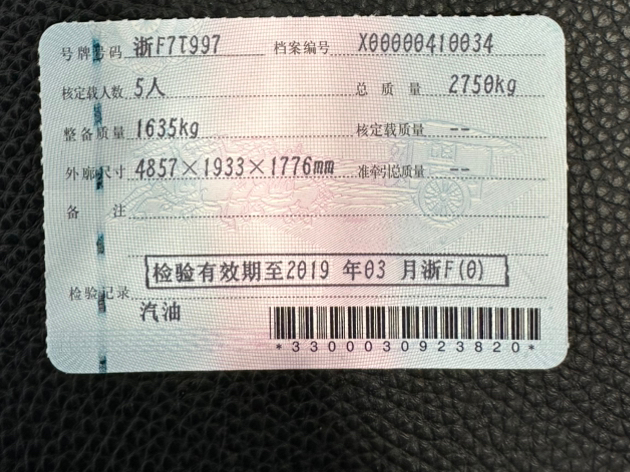 号牌号码 浙F7T997 档案编号 X00000410034
核定载人数 5人 总质量 2750kg
整备质量 1635kg 核定载质量 --
外廓尺寸 4857×1933×1776mm 准牵引总质量 --
备注
检验有效期至2019 年03 月浙F(0)
检验记录
汽油
*3300030923820*